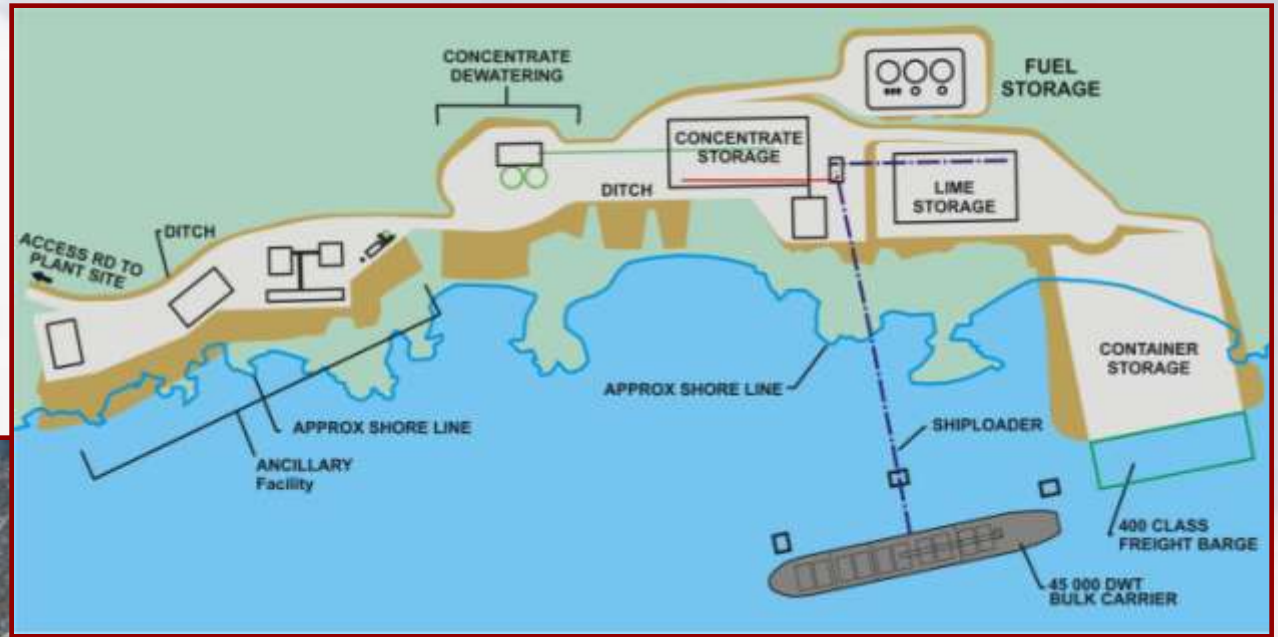 CONCENTRATE
DEWATERING
FUEL
STORAGE
CONCENTRATE
STORAGE
LIME
STORAGE
DITCH
DITCH
ACCESS RD TO
PLANT SITE
CONTAINER
STORAGE
APPROX SHORE LINE
APPROX SHORE LINE
SHIPLOADER
ANCILLARY
Facility
400 CLASS
FREIGHT BARGE
45 000 DWT
BULK CARRIER